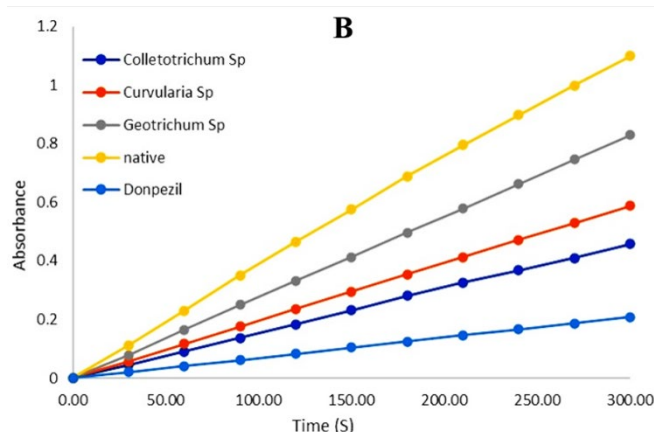 B
1.2
1
0.8
0.6
0.4
0.2
0
Absorbance
Colletotrichum Sp
Curvularia Sp
Geotrichum Sp
native
Donpezil
0.00 50.00 100.00 150.00 200.00 250.00 300.00
Time (S)